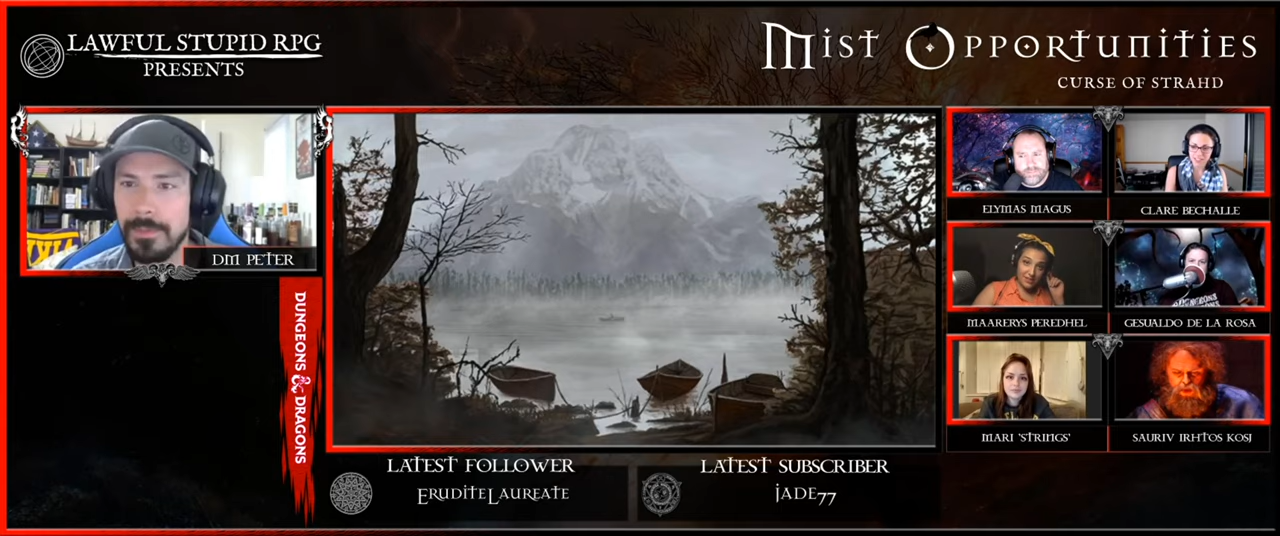 LAWFUL STUPID RPG
PRESENTS
MIST OPPORTUNITIES
CURSE OF STRAHD
DM PETER
DUNGEONS & DRAGONS
ELYMAS MAGUS
CLARE BECHALLE
MAARERYS PEREDHEL
GESUALDO DE LA ROSA
MARI 'STRINGS'
SAURIV IRHTOS KOSJ
LATEST FOLLOWER
ERUDITELAUREATE
LATEST SUBSCRIBER
JADE77